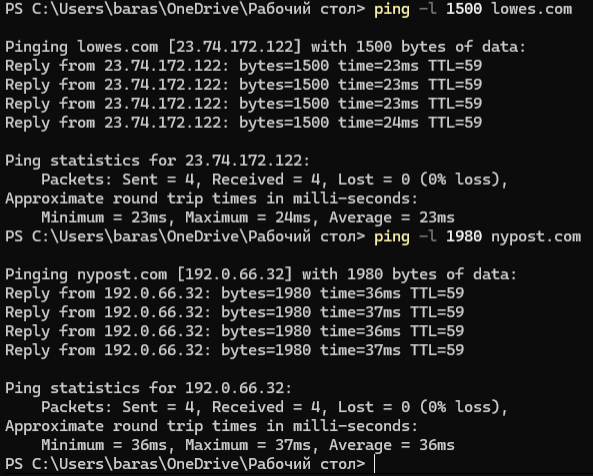 PS C:\Users\baras\OneDrive\Рабочий стол> ping -l 1500 lowes.com
Pinging lowes.com [23.74.172.122] with 1500 bytes of data:
Reply from 23.74.172.122: bytes=1500 time=23ms TTL=59
Reply from 23.74.172.122: bytes=1500 time=23ms TTL=59
Reply from 23.74.172.122: bytes=1500 time=23ms TTL=59
Reply from 23.74.172.122: bytes=1500 time=24ms TTL=59
Ping statistics for 23.74.172.122:
    Packets: Sent = 4, Received = 4, Lost = 0 (0% loss),
Approximate round trip times in milli-seconds:
    Minimum = 23ms, Maximum = 24ms, Average = 23ms
PS C:\Users\baras\OneDrive\Рабочий стол> ping -l 1980 nypost.com
Pinging nypost.com [192.0.66.32] with 1980 bytes of data:
Reply from 192.0.66.32: bytes=1980 time=36ms TTL=59
Reply from 192.0.66.32: bytes=1980 time=37ms TTL=59
Reply from 192.0.66.32: bytes=1980 time=36ms TTL=59
Reply from 192.0.66.32: bytes=1980 time=37ms TTL=59
Ping statistics for 192.0.66.32:
    Packets: Sent = 4, Received = 4, Lost = 0 (0% loss),
Approximate round trip times in milli-seconds:
    Minimum = 36ms, Maximum = 37ms, Average = 36ms
PS C:\Users\baras\OneDrive\Рабочий стол>